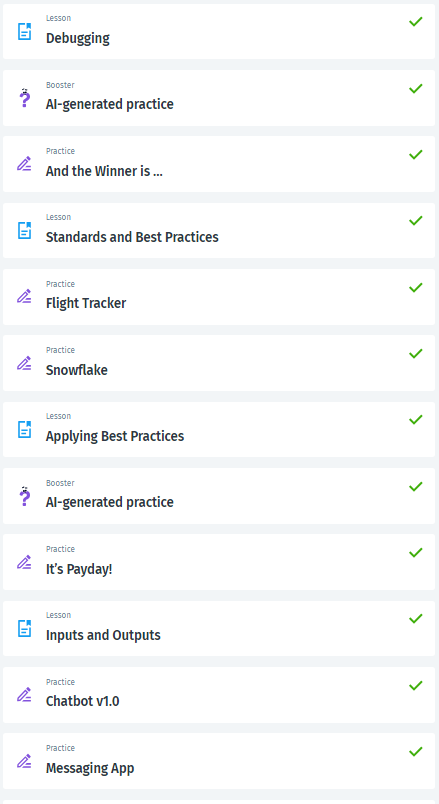 Lesson
Debugging
Booster
AI-generated practice
Practice
And the Winner is ...
Lesson
Standards and Best Practices
Practice
Flight Tracker
Practice
Snowflake
Lesson
Applying Best Practices
Booster
AI-generated practice
Practice
It's Payday!
Lesson
Inputs and Outputs
Practice
Chatbot v1.0
Practice
Messaging App